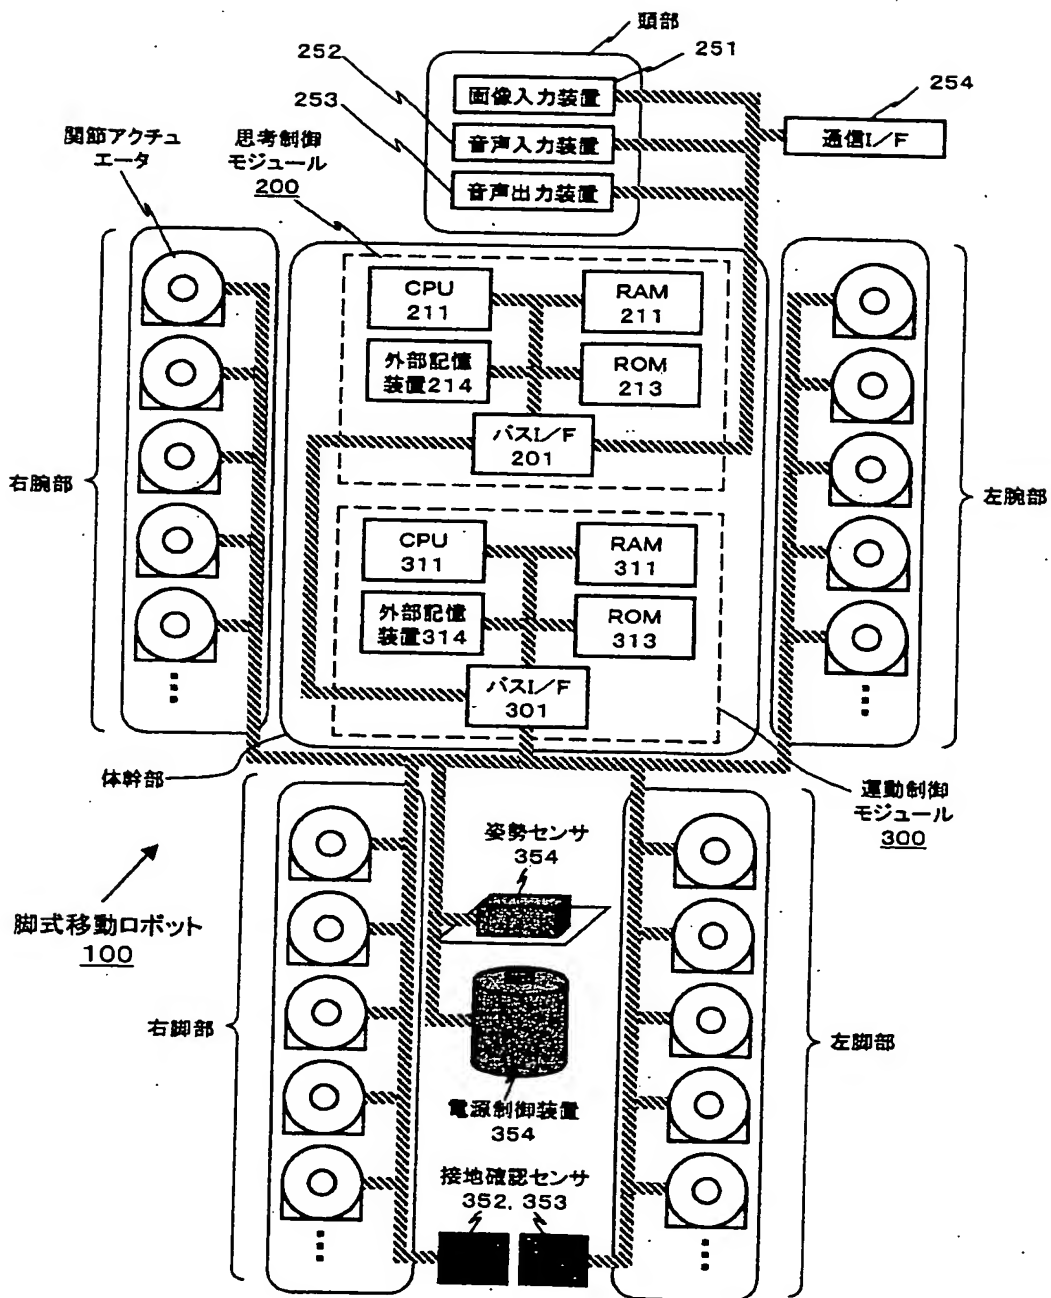 頭部
252
251
画像入力装置
254
253
関節アクチュ
エータ
思考制御
モジュール
200
音声入力装置
通信I/F
音声出力装置
CPU
211
RAM
211
外部記憶
装置214
ROM
213
バスI/F
201
右腕部
左腕部
CPU
311
RAM
311
外部記憶
装置314
ROM
313
バスI/F
301
体幹部
運動制御
モジュール
300
姿勢センサ
354
脚式移動ロボット
100
右脚部
左脚部
電源制御装置
354
接地確認センサ
352, 353